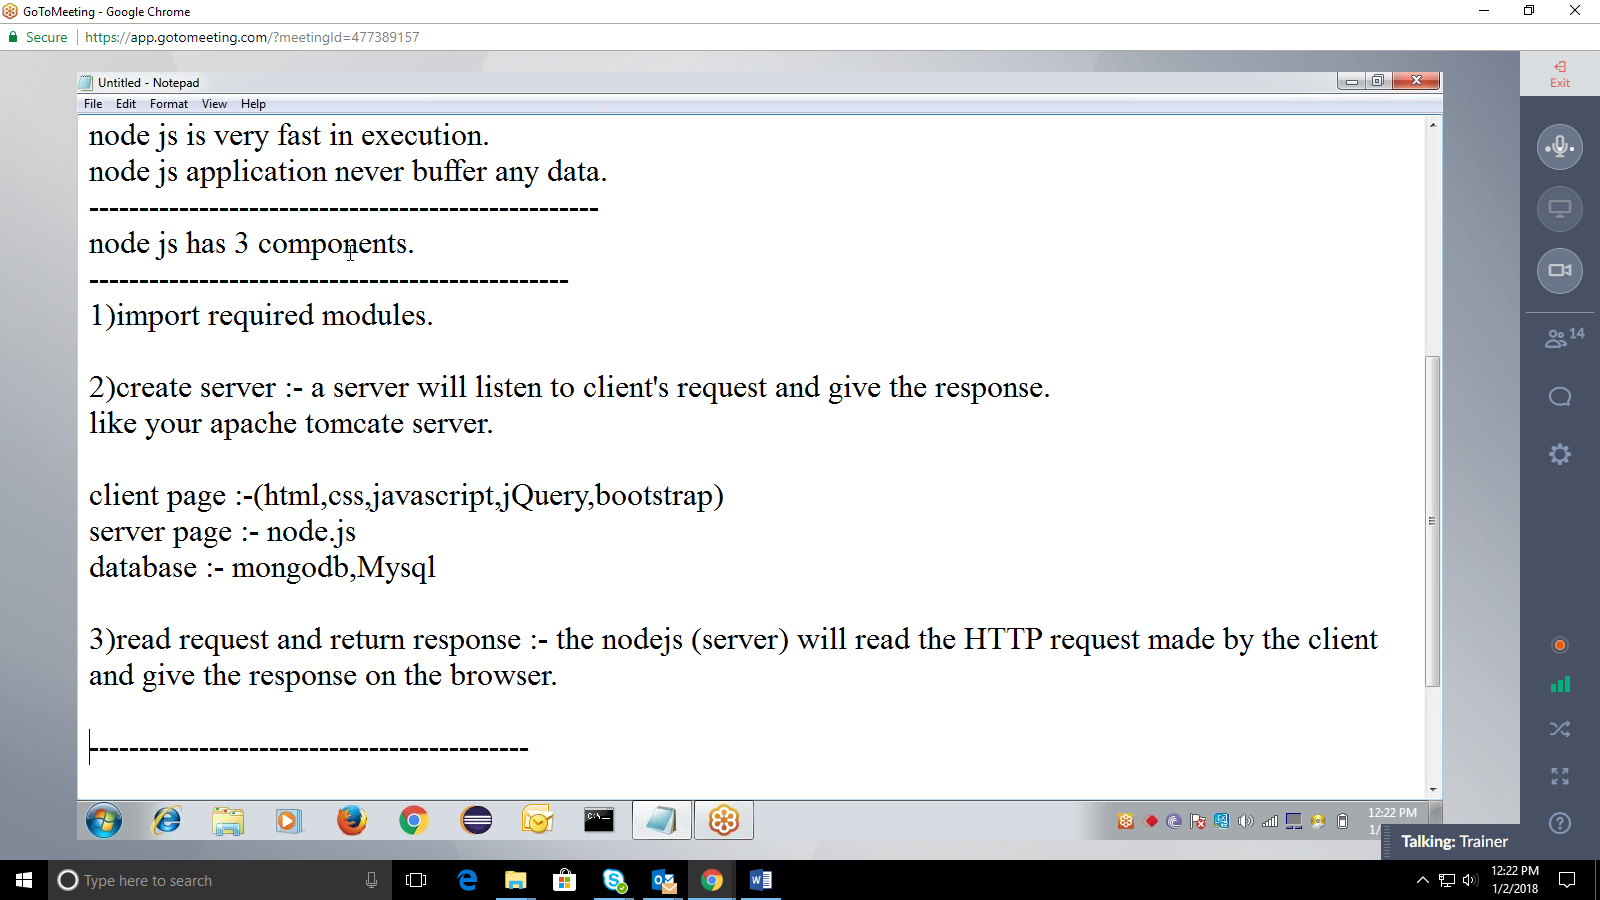 GoToMeeting - Google Chrome
Secure
https://app.gotomeeting.com/?meetingId=477389157
Exit
Untitled - Notepad
File Edit Format View Help
node js is very fast in execution.
node js application never buffer any data.
---------------------------------------------------
node js has 3 components.
------------------------------------------------
1)import required modules.
2)create server :- a server will listen to client's request and give the response.
like your apache tomcate server.
client page :-(html,css,javascript,jQuery,bootstrap)
server page :- node.js
database :- mongodb,Mysql
3)read request and return response :- the nodejs (server) will read the HTTP request made by the client
and give the response on the browser.
--------------------------------------------
14
12:22 PM
1/
Talking: Trainer
Type here to search
12:22 PM
1/2/2018